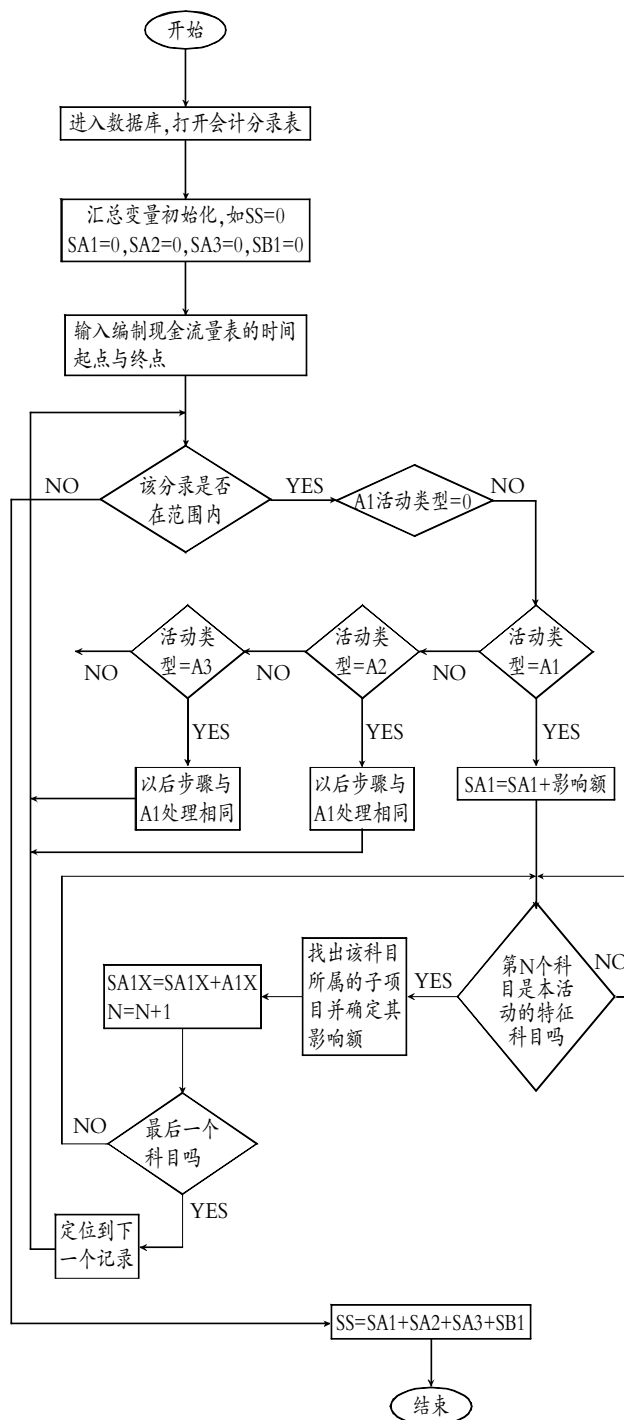 开始
进入数据库,打开会计分录表
汇总变量初始化,如SS=0
SA1=0,SA2=0,SA3=0,SB1=0
输入编制现金流量表的时间
起点与终点
NO
该分录是否
在范围内
YES
A1活动类型=0
NO
活动类
型=A3
NO
活动类
型=A2
NO
活动类
型=A1
NO
YES
YES
YES
以后步骤与
A1处理相同
以后步骤与
A1处理相同
SA1=SA1+影响额
SA1X=SA1X+A1X
N=N+1
找出该科目
所属的子项
目并确定其
影响额
YES
第N个科
目是本活
动的特征
科目吗
NO
NO
最后一个
科目吗
YES
定位到下
一个记录
SS=SA1+SA2+SA3+SB1
结束